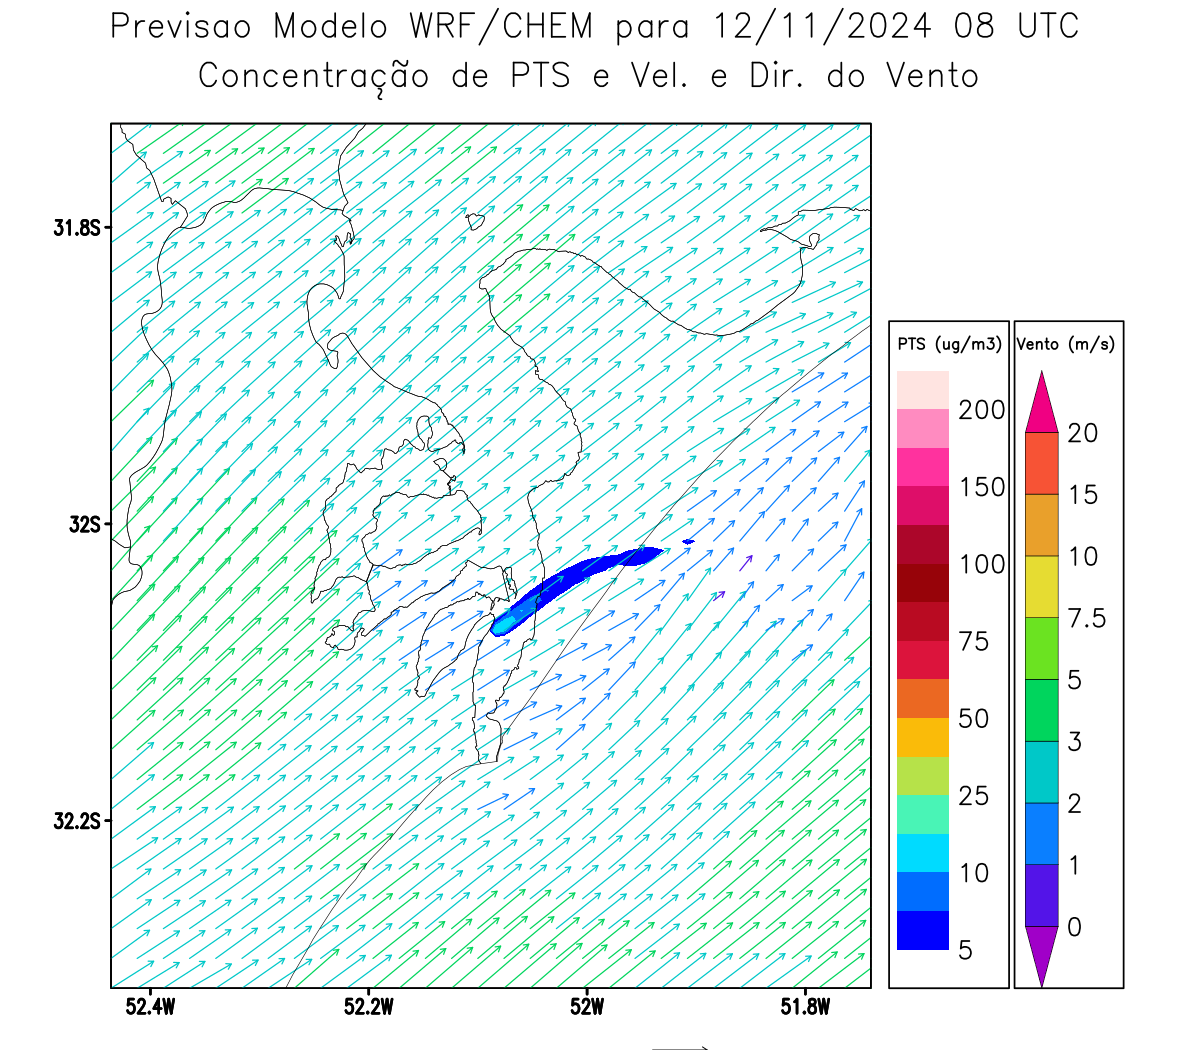 Previsao Modelo WRF/CHEM para 12/11/2024 08 UTC
Concentração de PTS e Vel. e Dir. do Vento
31.8S
32S
32.2S
52.4W 52.2W 52W 51.8W
PTS (ug/m3)
200
150
100
75
50
25
10
5
Vento (m/s)
20
15
10
7.5
5
3
2
1
0